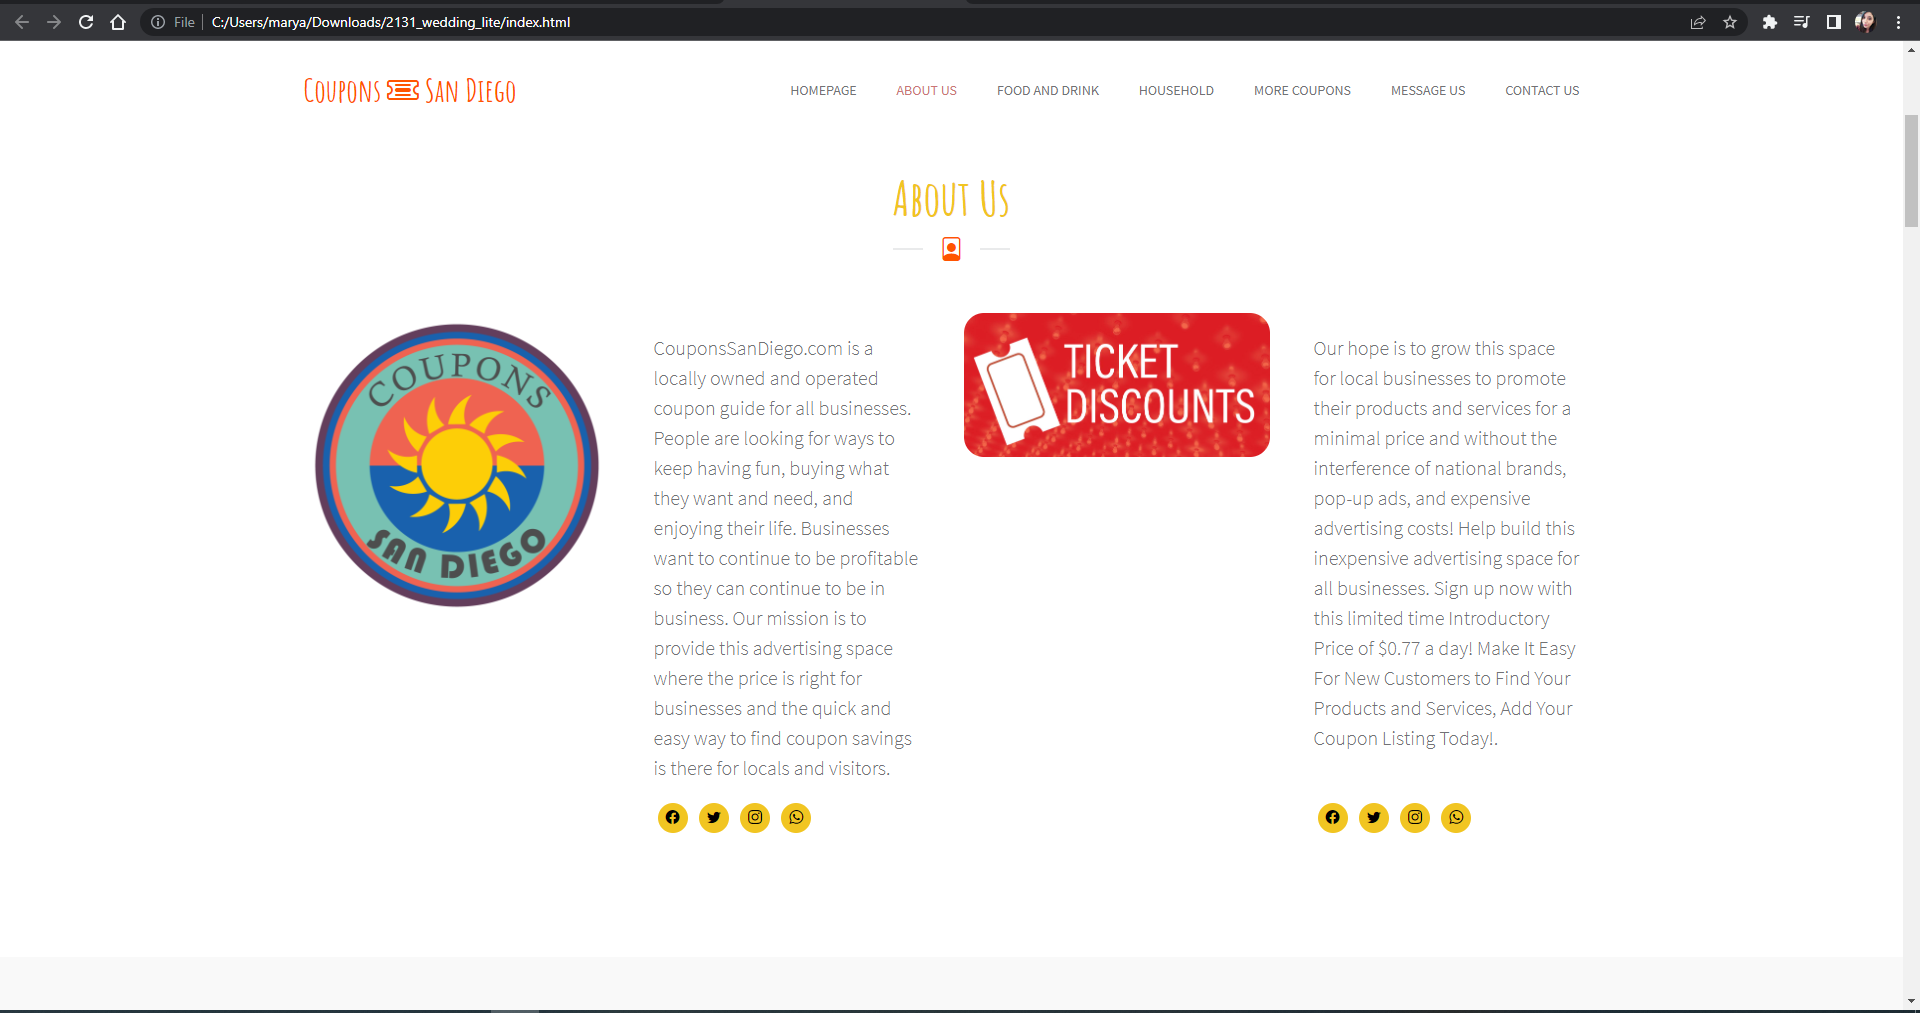 File C:/Users/marya/Downloads/2131_wedding_lite/index.html
Coupons San Diego
HOMEPAGE ABOUT US FOOD AND DRINK HOUSEHOLD MORE COUPONS MESSAGE US CONTACT US
About Us
COUPONS
SAN DIEGO
CouponsSanDiego.com is a
locally owned and operated
coupon guide for all businesses.
People are looking for ways to
keep having fun, buying what
they want and need, and
enjoying their life. Businesses
want to continue to be profitable
so they can continue to be in
business. Our mission is to
provide this advertising space
where the price is right for
businesses and the quick and
easy way to find coupon savings
is there for locals and visitors.
TICKET
DISCOUNTS
Our hope is to grow this space
for local businesses to promote
their products and services for a
minimal price and without the
interference of national brands,
pop-up ads, and expensive
advertising costs! Help build this
inexpensive advertising space for
all businesses. Sign up now with
this limited time Introductory
Price of $0.77 a day! Make It Easy
For New Customers to Find Your
Products and Services, Add Your
Coupon Listing Today!.